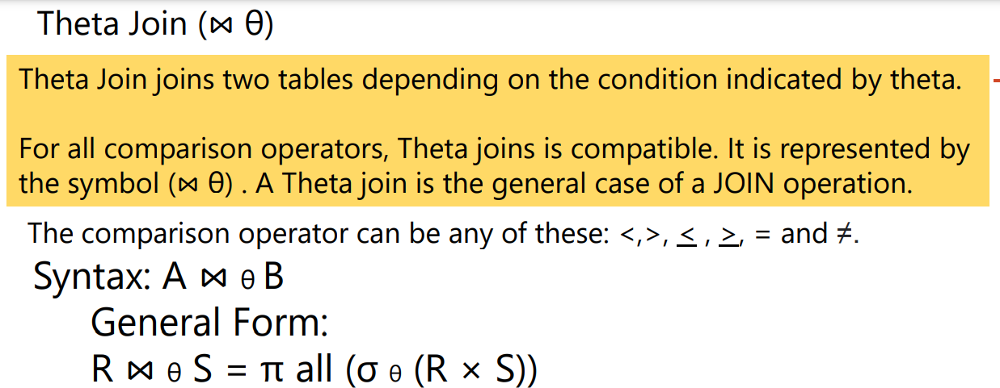 Theta Join (⋈ θ)
Theta Join joins two tables depending on the condition indicated by theta.
For all comparison operators, Theta joins is compatible. It is represented by
the symbol (⋈ θ) . A Theta join is the general case of a JOIN operation.
The comparison operator can be any of these: <,>, ≤ , ≥, = and ≠.
Syntax: A ⋈ θ B
General Form:
R ⋈ θ S = π all (σ θ (R × S))